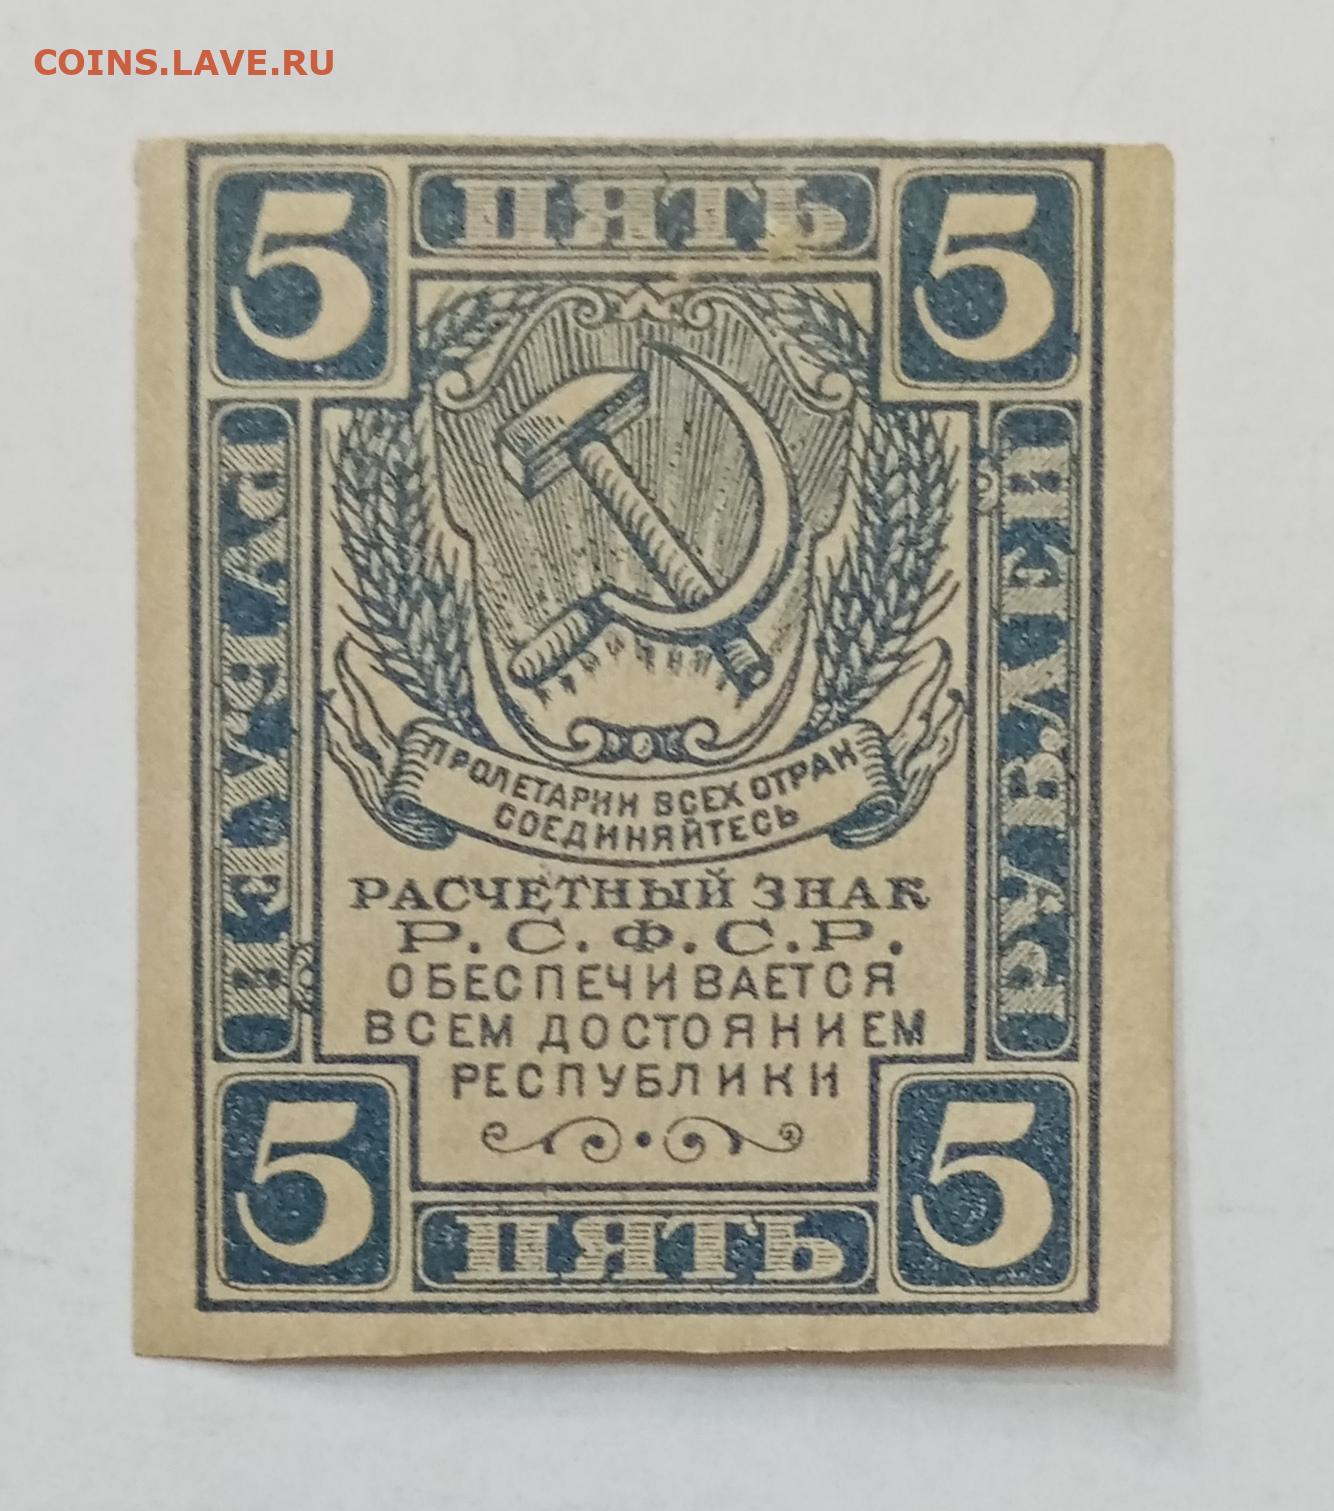 COINS.LAVE.RU
5 ПЯТЬ 5
РУБЛЕЙ
РУБЛЕЙ
ПРОЛЕТАРИИ ВСЕХ СТРАН
СОЕДИНЯЙТЕСЬ
РАСЧЕТНЫЙ ЗНАК
Р.С.Ф.С.Р.
ОБЕСПЕЧИВАЕТСЯ
ВСЕМ ДОСТОЯНИЕМ
РЕСПУБЛИКИ
5 ПЯТЬ 5